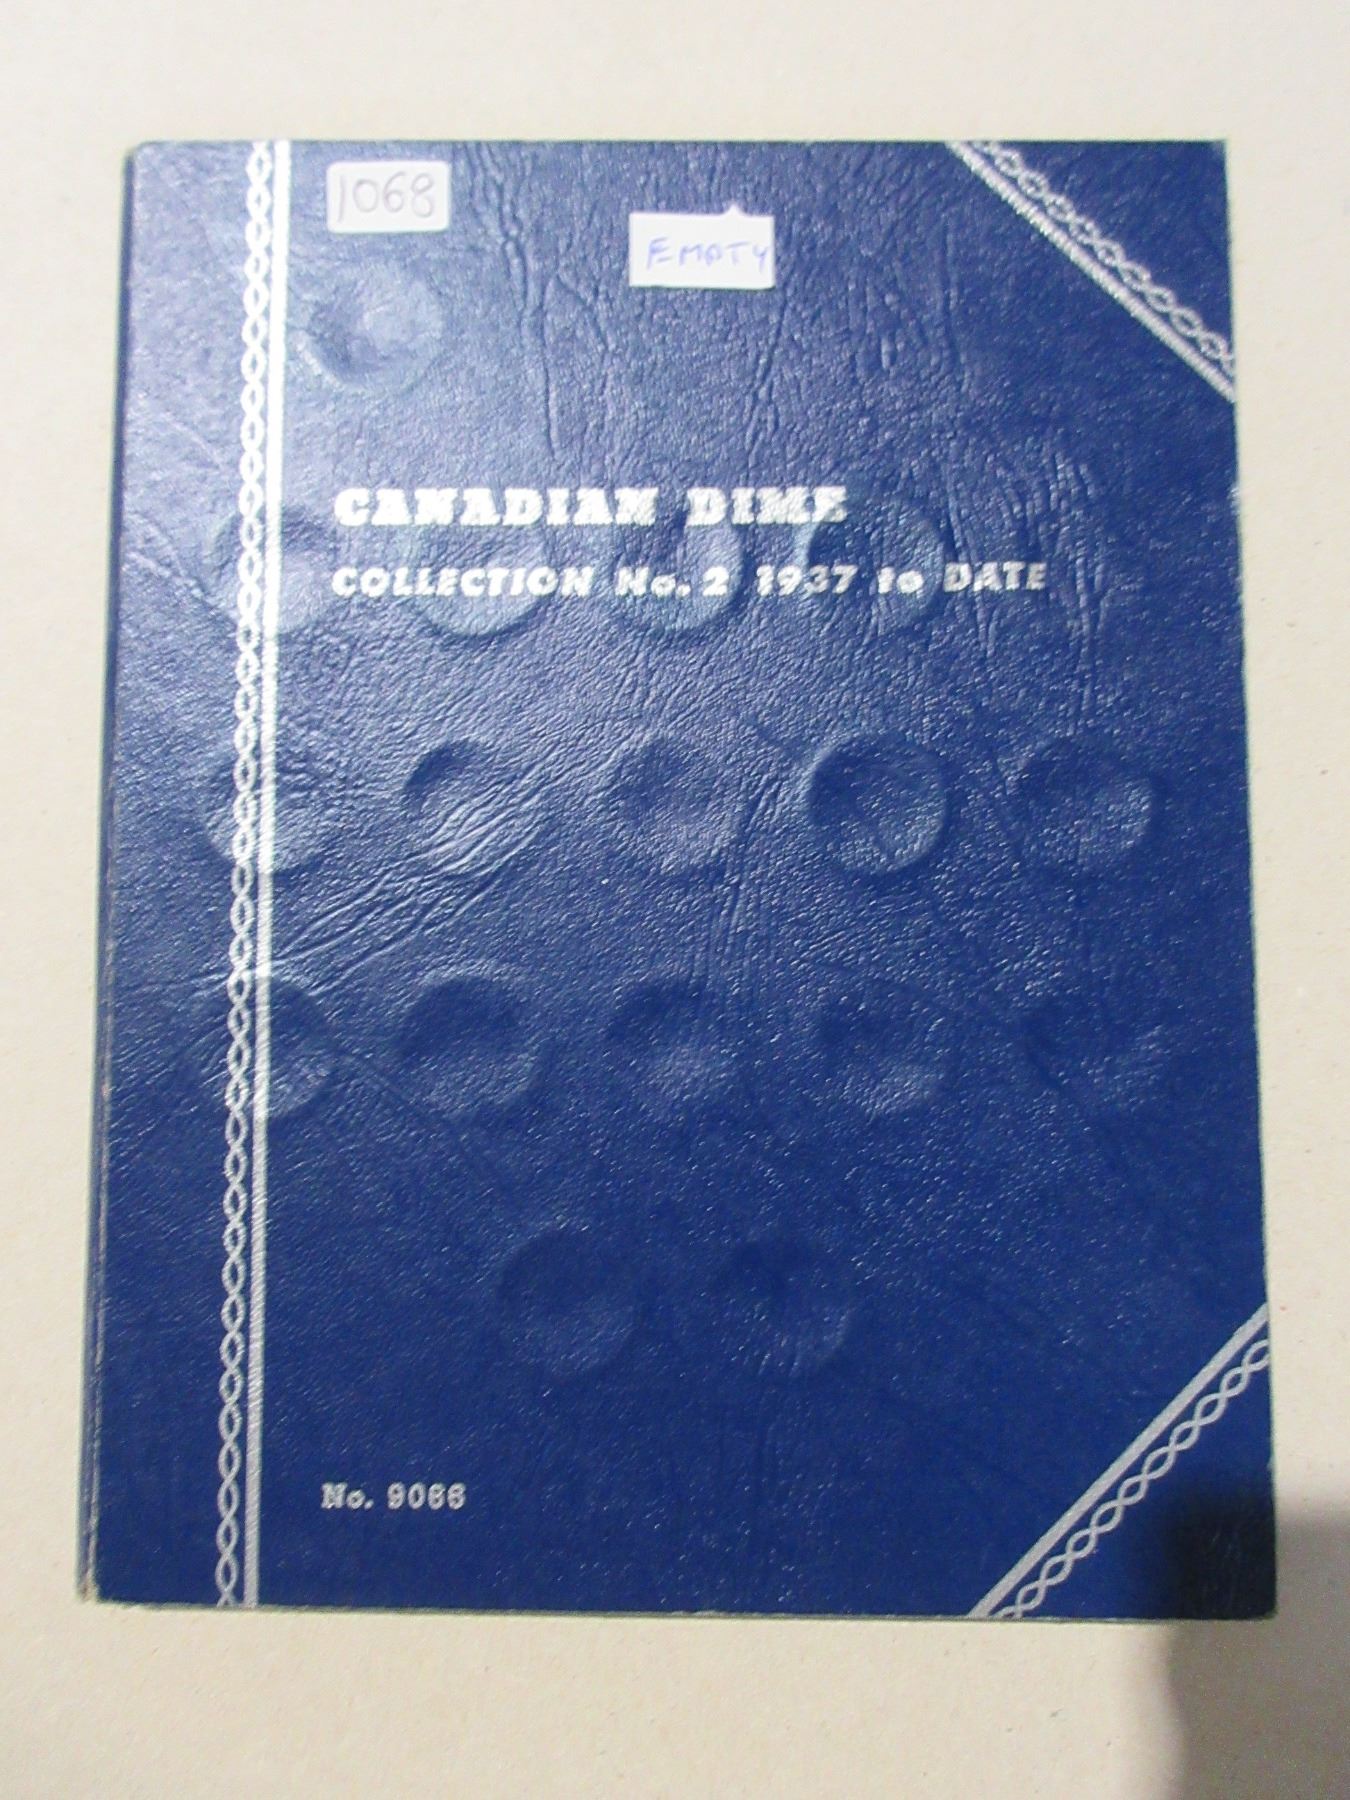 1068
EMPTY
CANADIAN DIME
COLLECTION No. 2 1937 to DATE
No. 9066